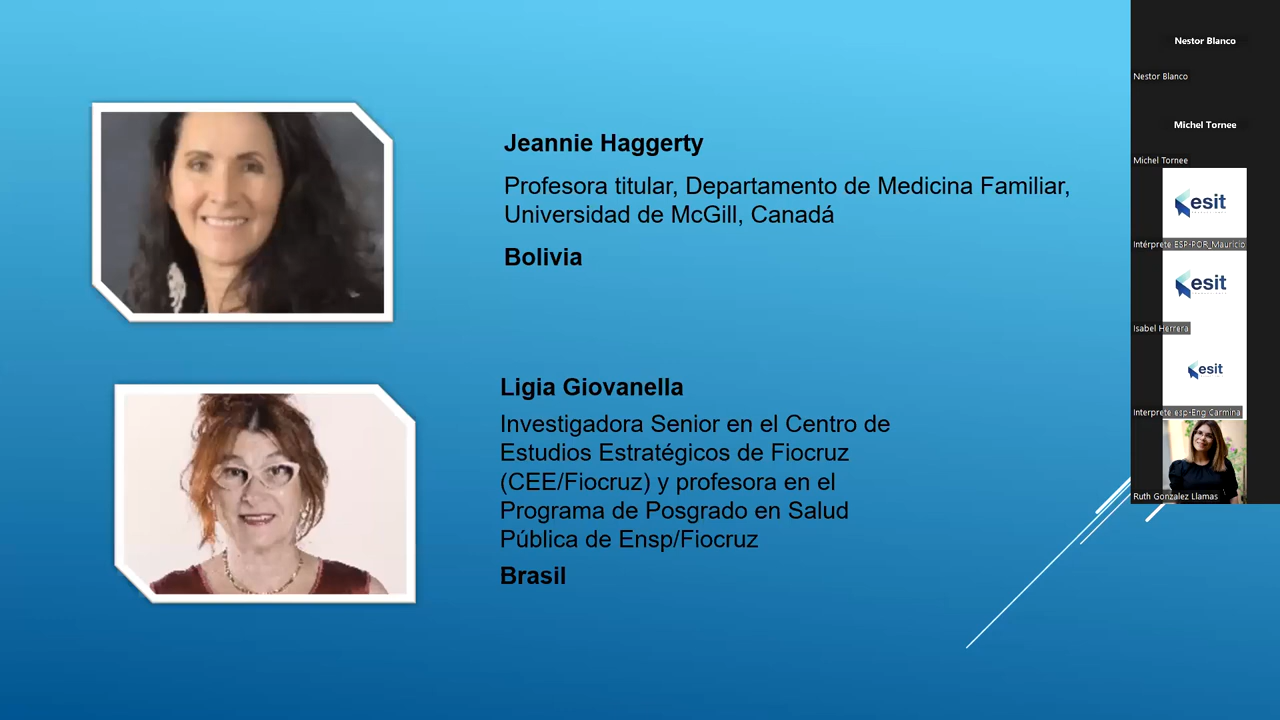 Jeannie Haggerty
Profesora titular, Departamento de Medicina Familiar,
Universidad de McGill, Canadá
Bolivia
Ligia Giovanella
Investigadora Senior en el Centro de
Estudios Estratégicos de Fiocruz
(CEE/Fiocruz) y profesora en el
Programa de Posgrado en Salud
Pública de Ensp/Fiocruz
Brasil
Nestor Blanco
Nestor Blanco
Michel Tornee
Michel Tornee
esit
Intérprete ESP-POR_Mauricio
esit
Isabel Herrera
esit
Interprete esp-Eng Carmina
Ruth Gonzalez Llamas